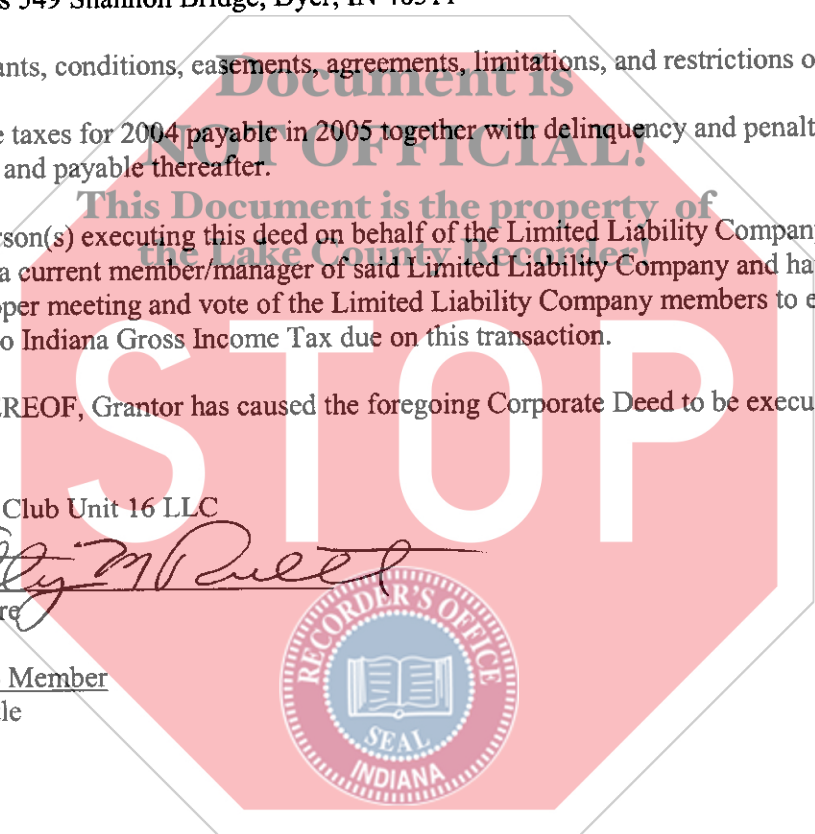 549 Shannon Bridge, Dyer, IN
ants, conditions, easements, agreements, limitations, and restrictions o
Document is
e taxes for 2004 payable in 2005 together with delinquency and penalt
NOT OFFICIAL!
and payable thereafter.
This Document is the property of
rson(s) executing this deed on behalf of the Limited Liability Company
the Lake County Recorder!
a current member/manager of said Limited Liability Company and ha
per meeting and vote of the Limited Liability Company members to e
o Indiana Gross Income Tax due on this transaction.
STOP
EREOF, Grantor has caused the foregoing Corporate Deed to be execu
Club Unit 16 LLC
re
RECORDER'S OFFICE
Member
le
SEAL
INDIANA